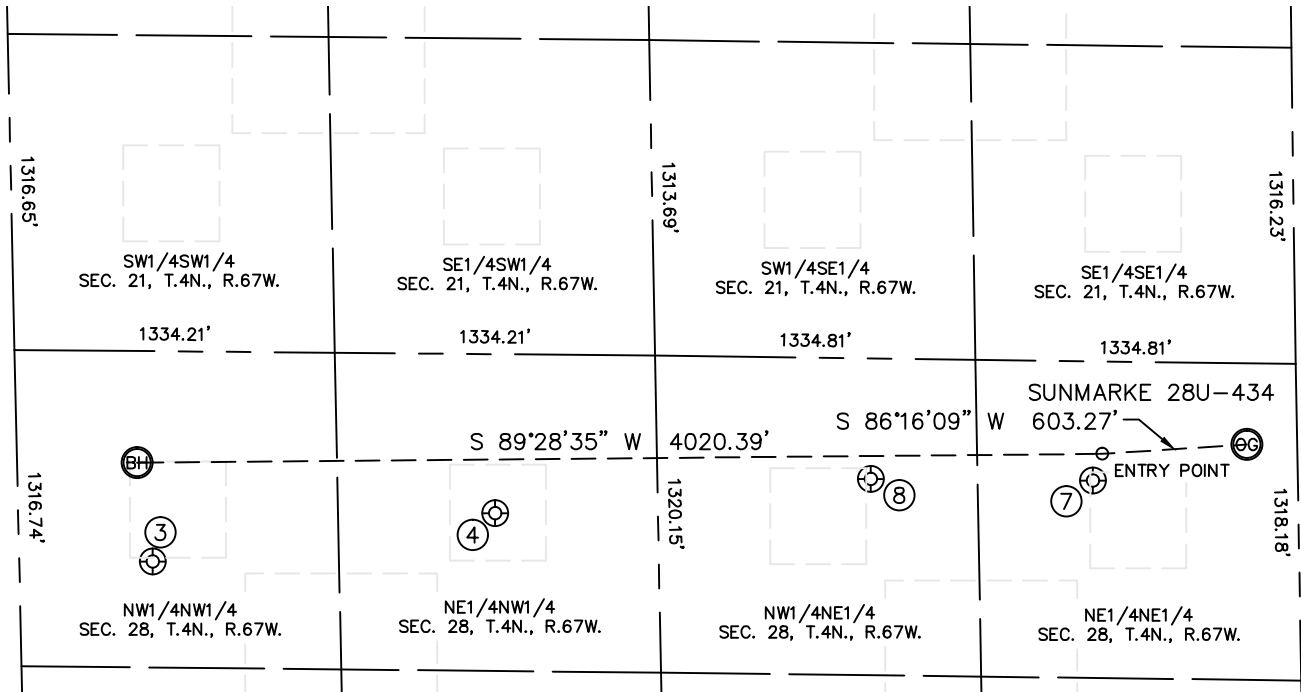 1316.65'
1313.69'
1316.23'
SW1/4SW1/4
SEC. 21, T.4N., R.67W.
SE1/4SW1/4
SEC. 21, T.4N., R.67W.
SW1/4SE1/4
SEC. 21, T.4N., R.67W.
SE1/4SE1/4
SEC. 21, T.4N., R.67W.
1334.21'
1334.21'
1334.81'
1334.81'
SUNMARKE 28U-434
S 86°16'09" W 603.27'
S 89°28'35" W 4020.39'
BH
OG
ENTRY POINT
1316.74'
1320.15'
1318.18'
3
4
8
7
NW1/4NW1/4
SEC. 28, T.4N., R.67W.
NE1/4NW1/4
SEC. 28, T.4N., R.67W.
NW1/4NE1/4
SEC. 28, T.4N., R.67W.
NE1/4NE1/4
SEC. 28, T.4N., R.67W.